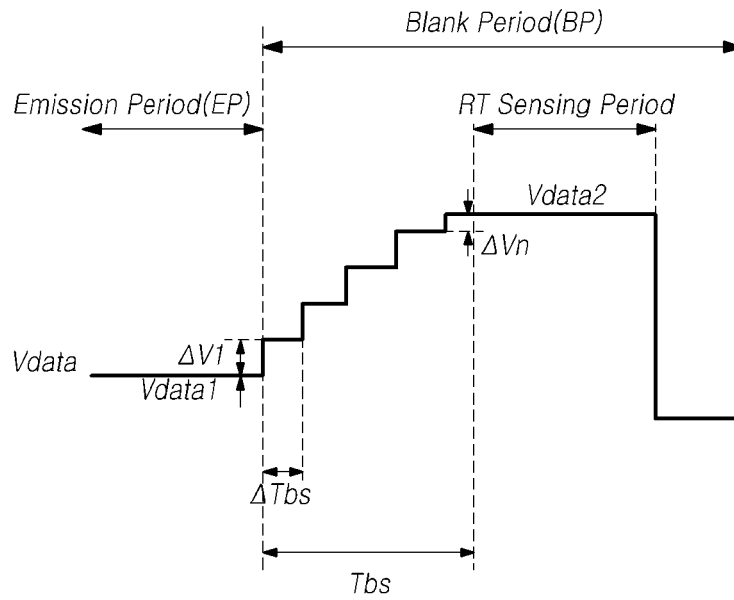 Blank Period(BP)
Emission Period(EP)
RT Sensing Period
Vdata2
ΔVn
ΔV1
Vdata
Vdata1
ΔTbs
Tbs